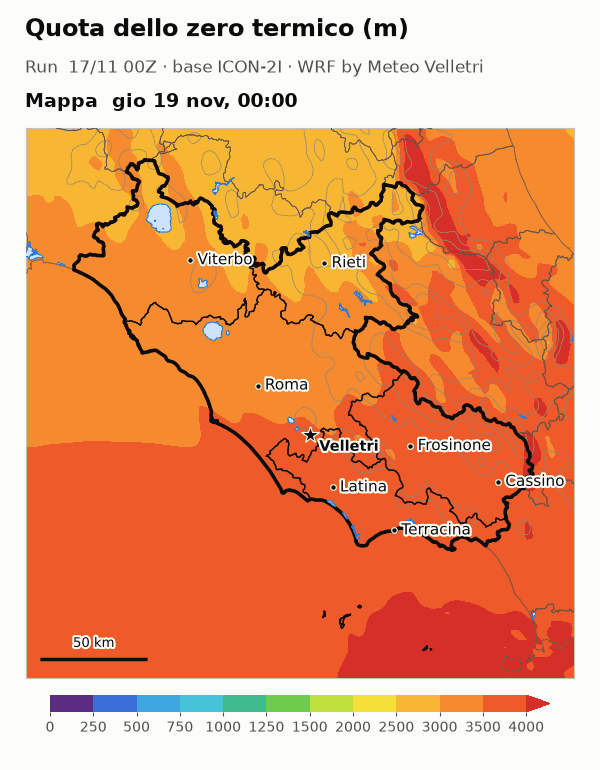 Quota dello zero termico (m)
Run 17/11 00Z · base ICON-2I · WRF by Meteo Velletri
Mappa gio 19 nov, 00:00
Viterbo
Rieti
Roma
Velletri
Frosinone
Cassino
Latina
Terracina
50 km
0 250 500 750 1000 1250 1500 2000 2500 3000 3500 4000